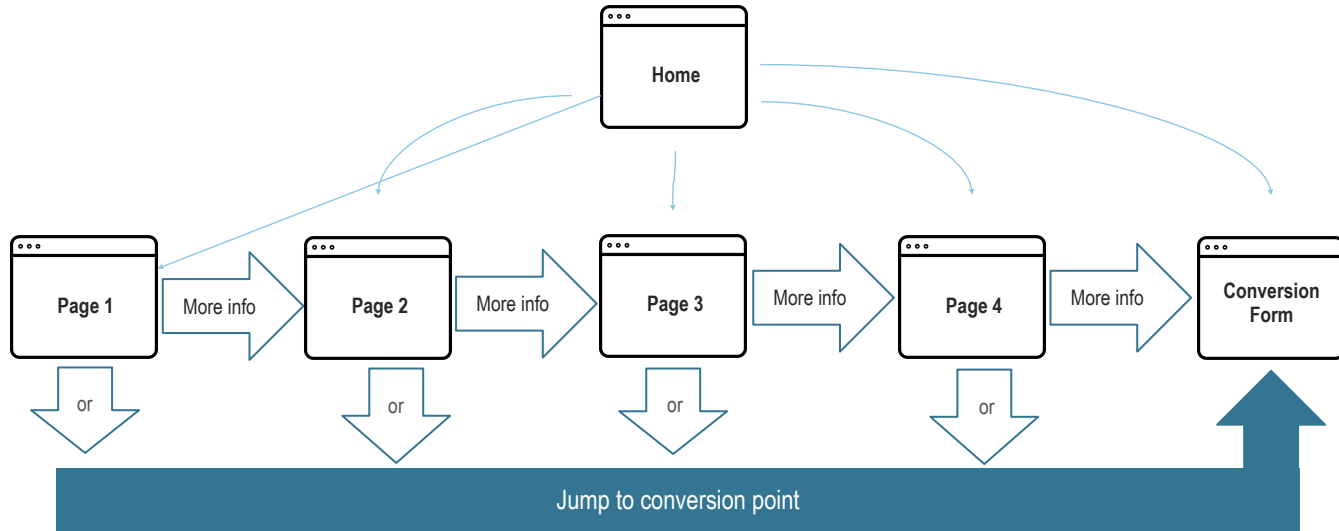 Home
Page 1
More info
Page 2
More info
Page 3
More info
Page 4
More info
Conversion
Form
or
or
or
or
Jump to conversion point